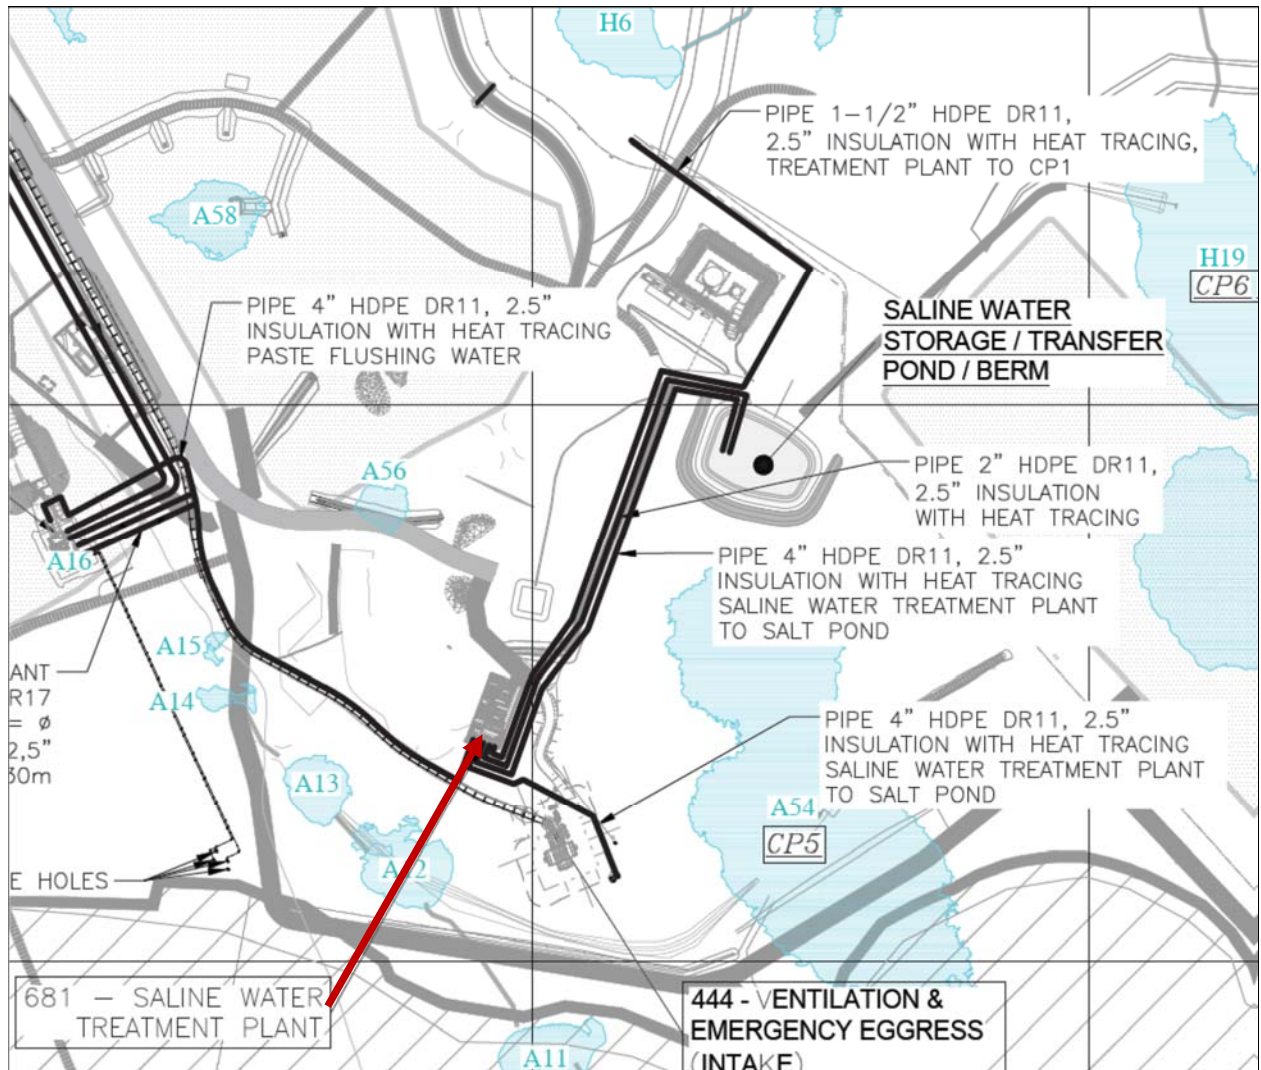 H6
PIPE 1-1/2" HDPE DR11,
2.5" INSULATION WITH HEAT TRACING,
TREATMENT PLANT TO CP1
A58
H19
CP6
PIPE 4" HDPE DR11, 2.5"
INSULATION WITH HEAT TRACING
PASTE FLUSHING WATER
SALINE WATER
STORAGE / TRANSFER
POND / BERM
A56
PIPE 2" HDPE DR11,
2.5" INSULATION
WITH HEAT TRACING
A16
PIPE 4" HDPE DR11, 2.5"
INSULATION WITH HEAT TRACING
SALINE WATER TREATMENT PLANT
TO SALT POND
A15
ANT
R17
= ø
2,5"
30m
A14
PIPE 4" HDPE DR11, 2.5"
INSULATION WITH HEAT TRACING
SALINE WATER TREATMENT PLANT
TO SALT POND
A13
A54
CP5
A12
E HOLES
681 - SALINE WATER
TREATMENT PLANT
444 - VENTILATION &
EMERGENCY EGGRESS
(INTAKE)
A11